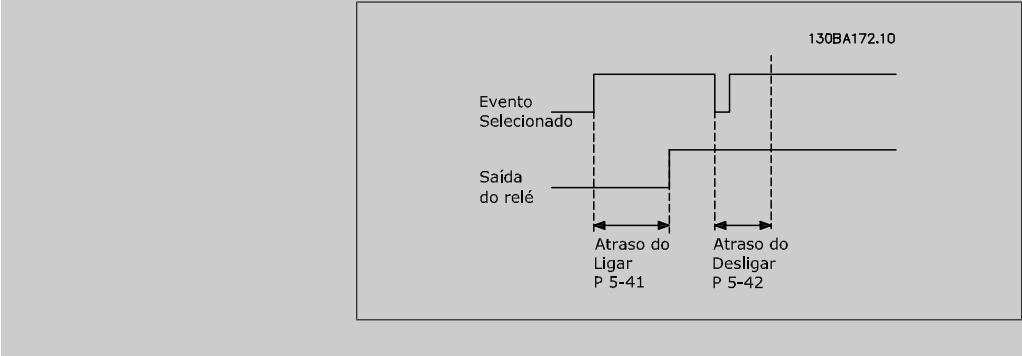 130BA172.10
Evento
Selecionado
Saída
do relé
Atraso do
Ligar
P 5-41
Atraso do
Desligar
P 5-42